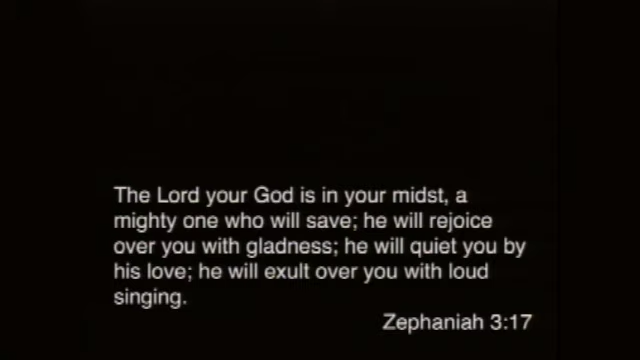 The Lord your God is in your midst, a
mighty one who will save; he will rejoice
over you with gladness; he will quiet you by
his love; he will exult over you with loud
singing.
Zephaniah 3:17